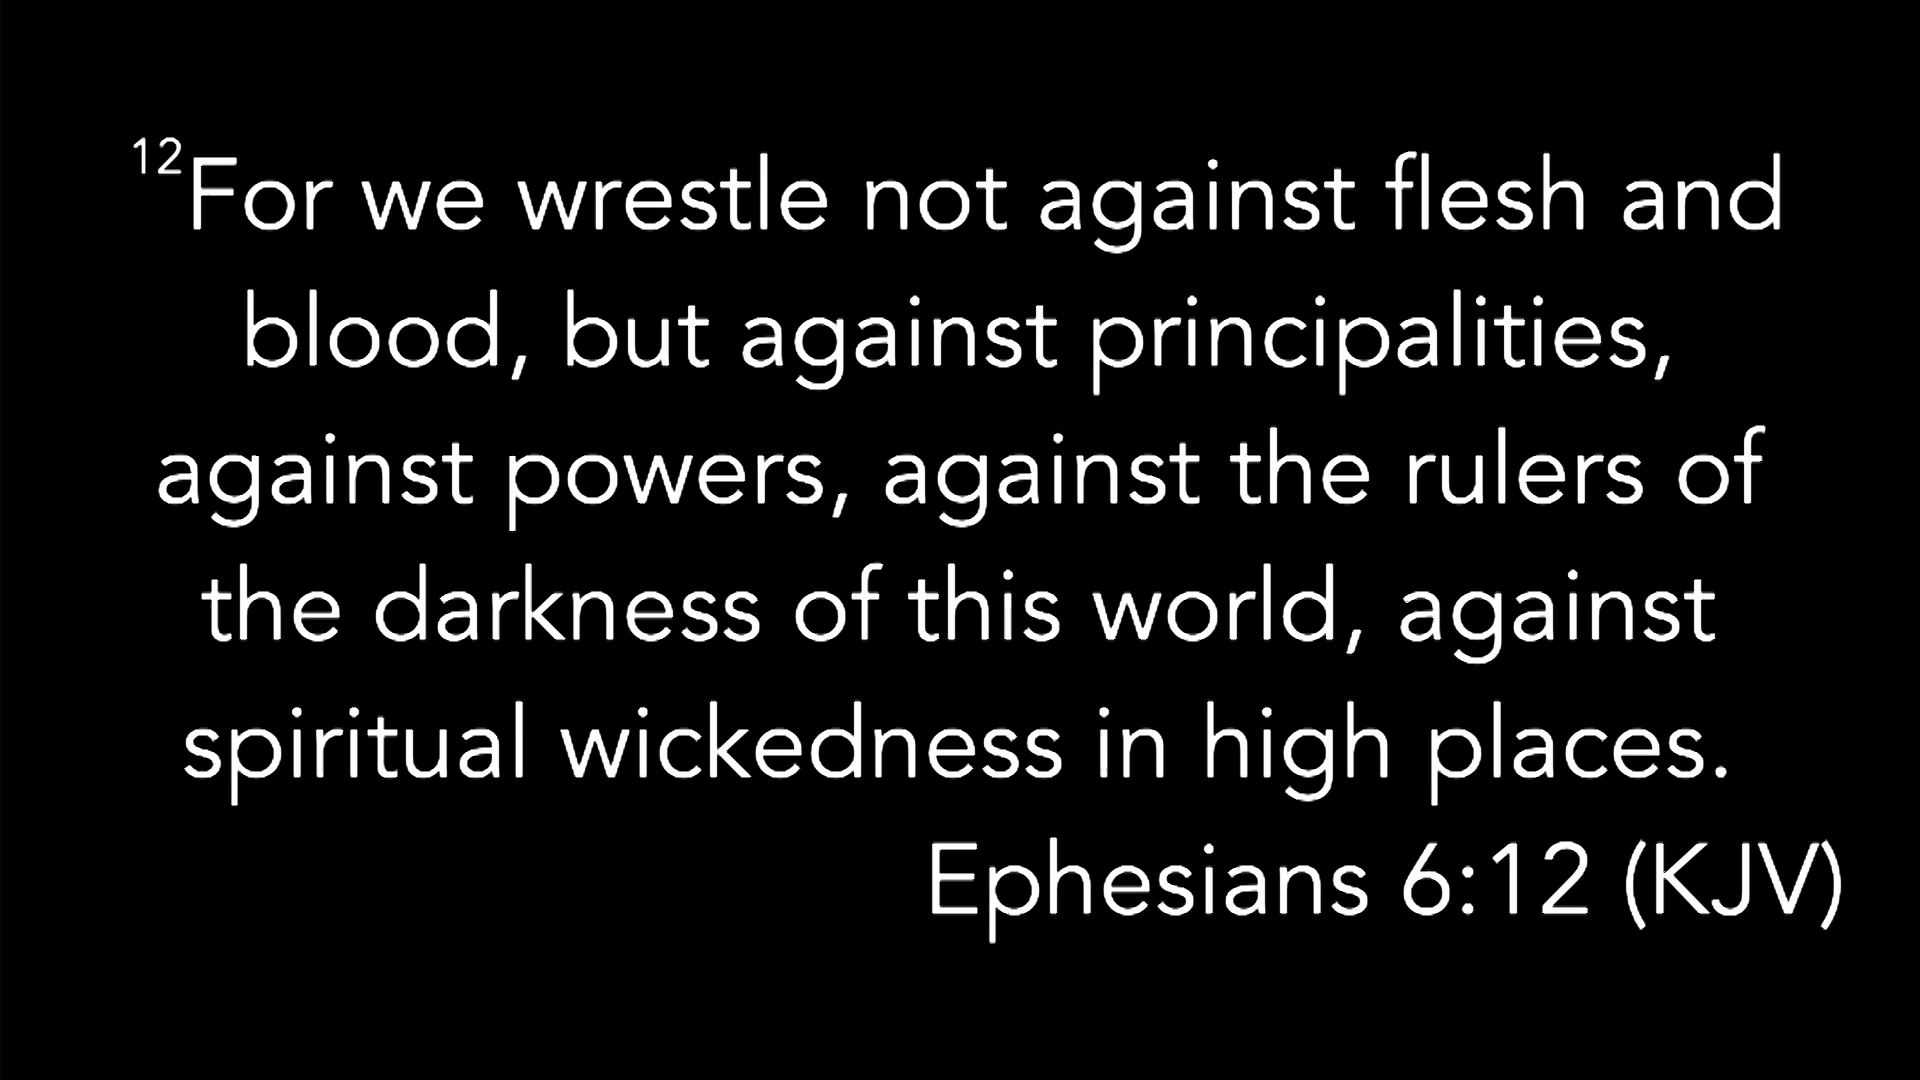 12For we wrestle not against flesh and
blood, but against principalities,
against powers, against the rulers of
the darkness of this world, against
spiritual wickedness in high places.
Ephesians 6:12 (KJV)